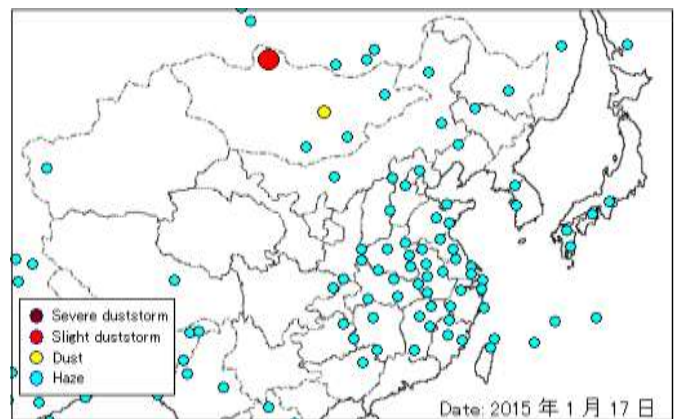 Severe duststorm
Slight duststorm
Dust
Haze
Date: 2015 年 1 月 17 日